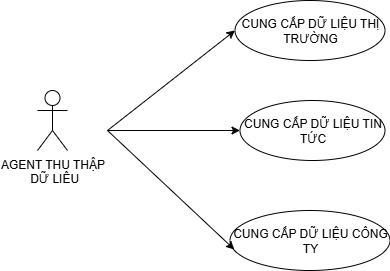 CUNG CẤP DỮ LIỆU THỊ
TRƯỜNG
CUNG CẤP DỮ LIỆU TIN
TỨC
AGENT THU THẬP
DỮ LIÊU
CUNG CẤP DỮ LIỆU CÔNG
TY